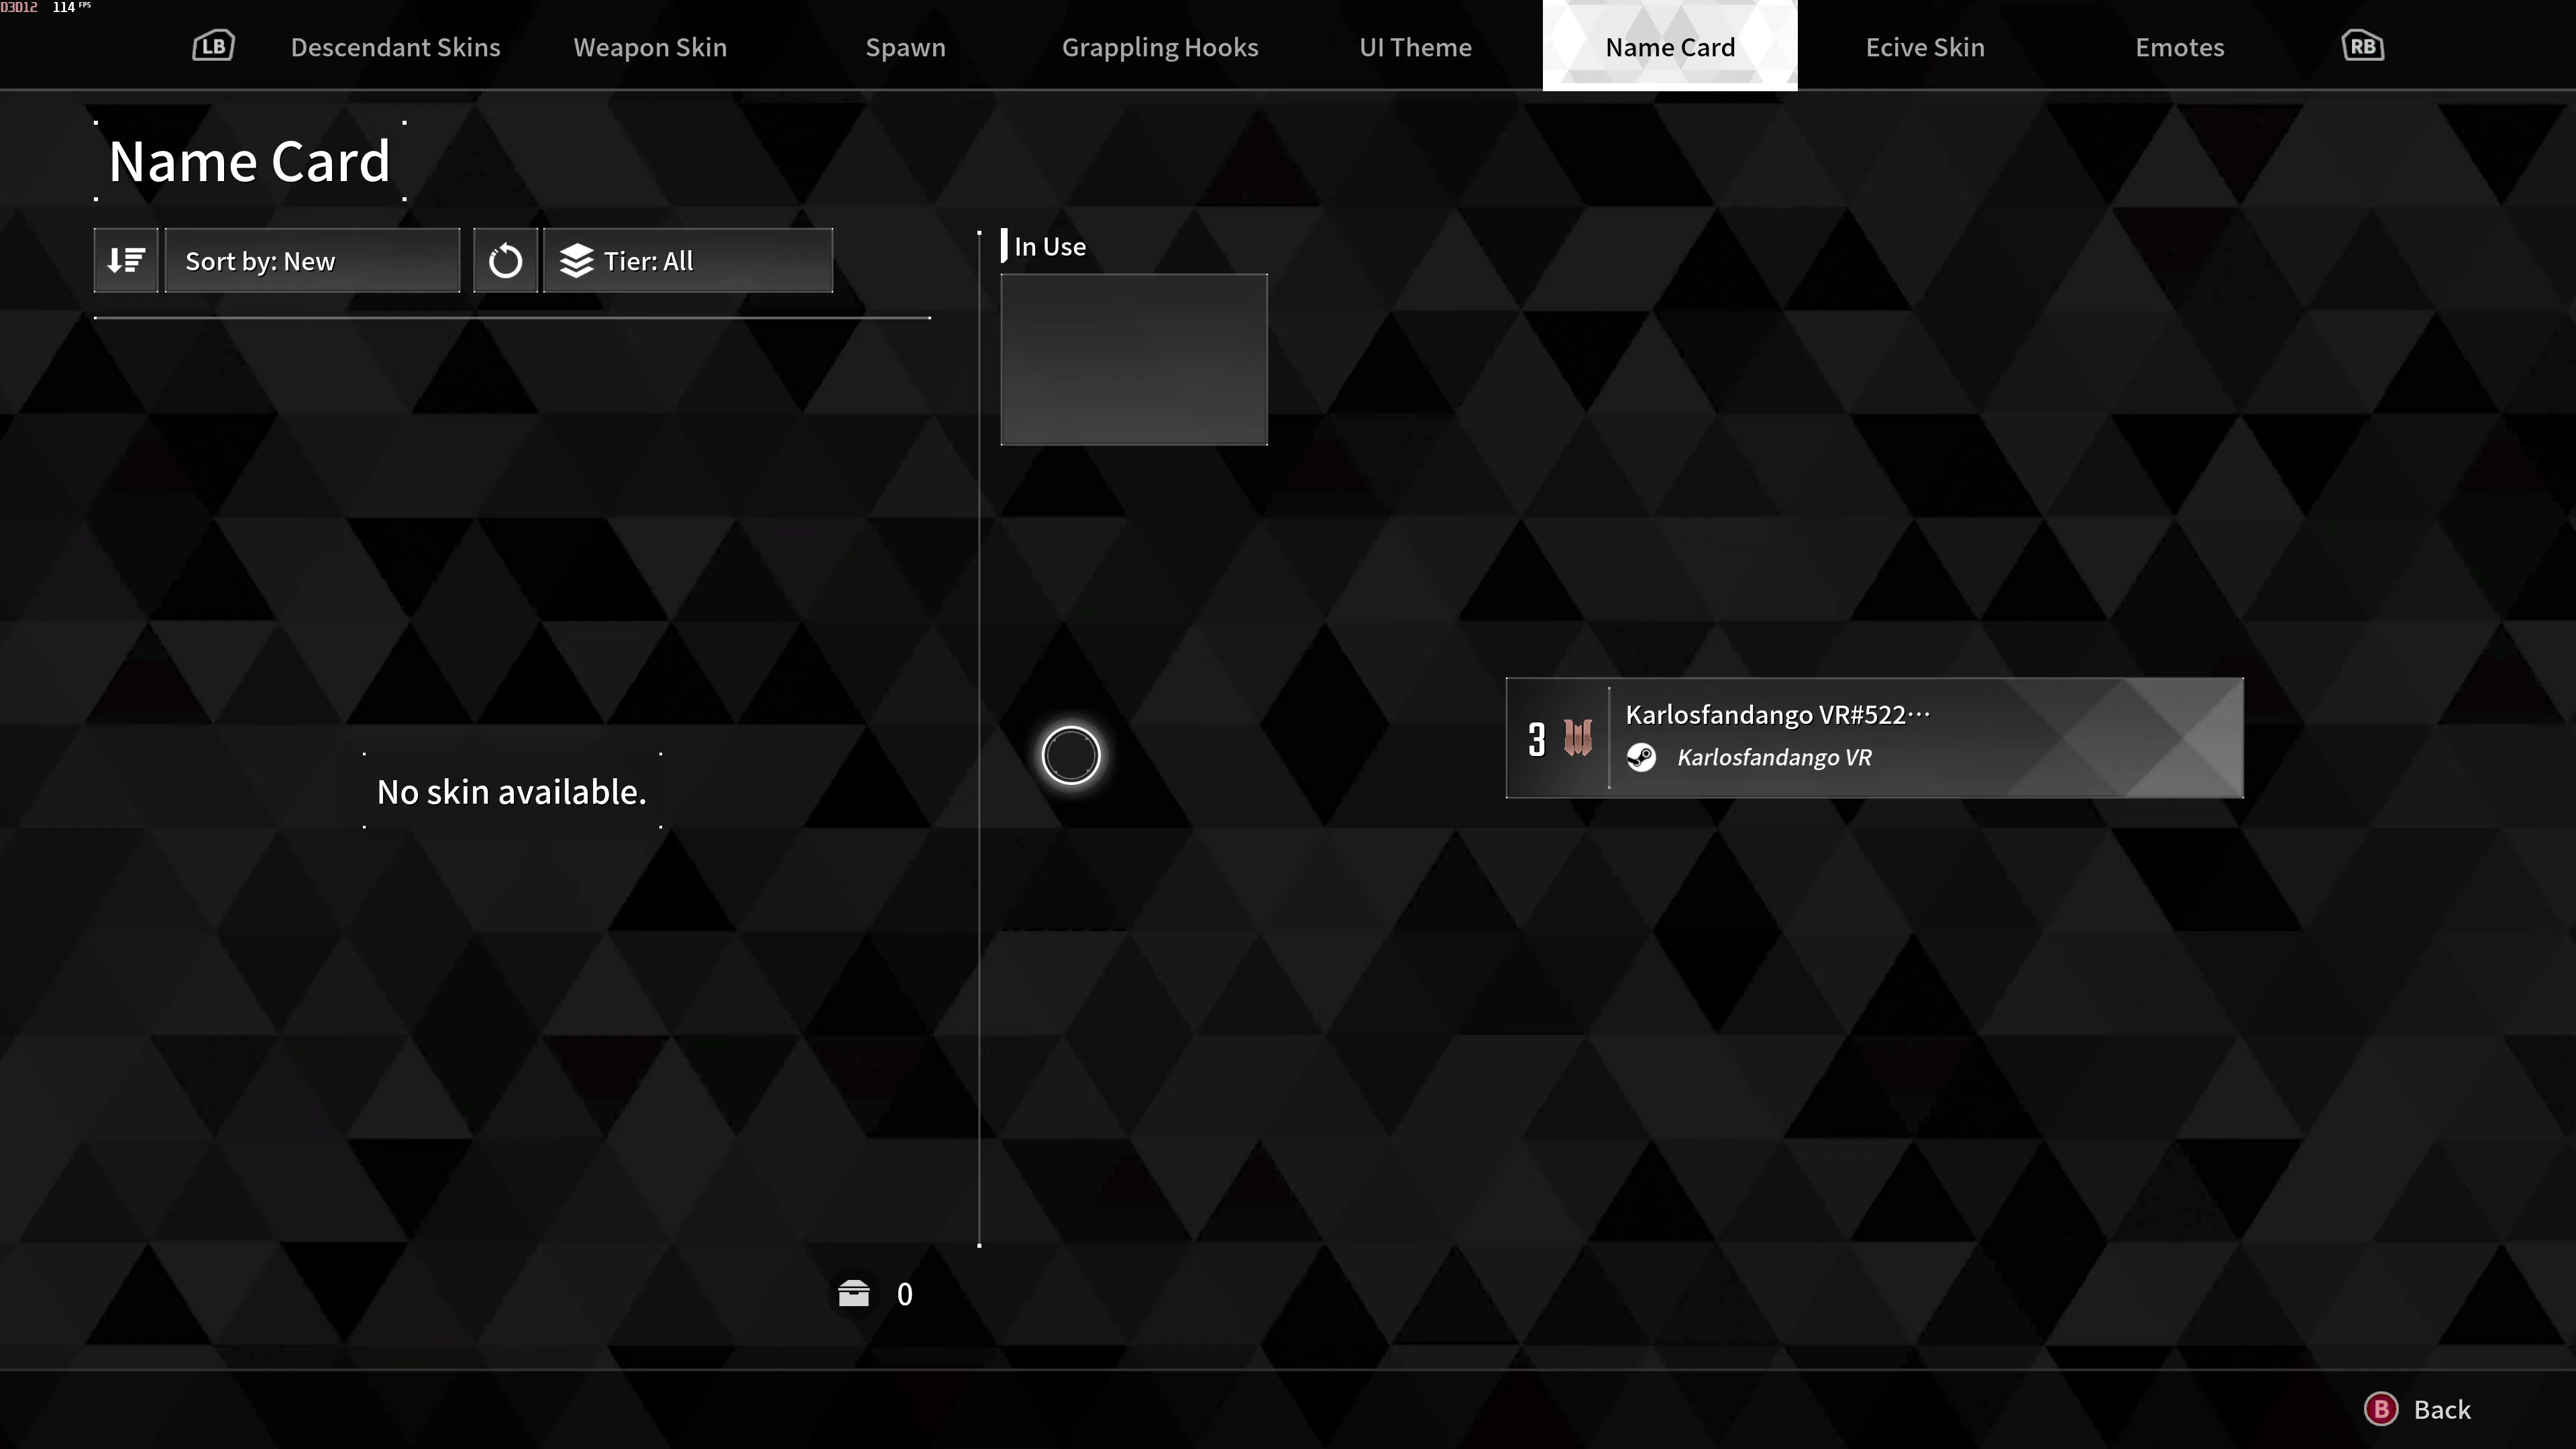 D3D12 114 FPS
LB Descendant Skins Weapon Skin Spawn Grappling Hooks UI Theme Name Card Ecive Skin Emotes RB
Name Card
Sort by: New Tier: All
In Use
Karlosfandango VR#522…
3
Karlosfandango VR
No skin available.
0
B Back